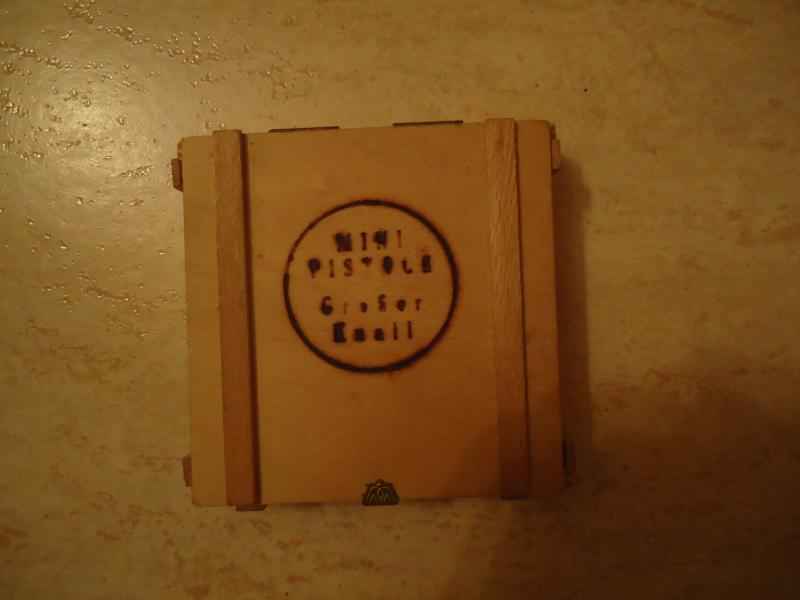 MINI
PISTOLE
Großer
Knall